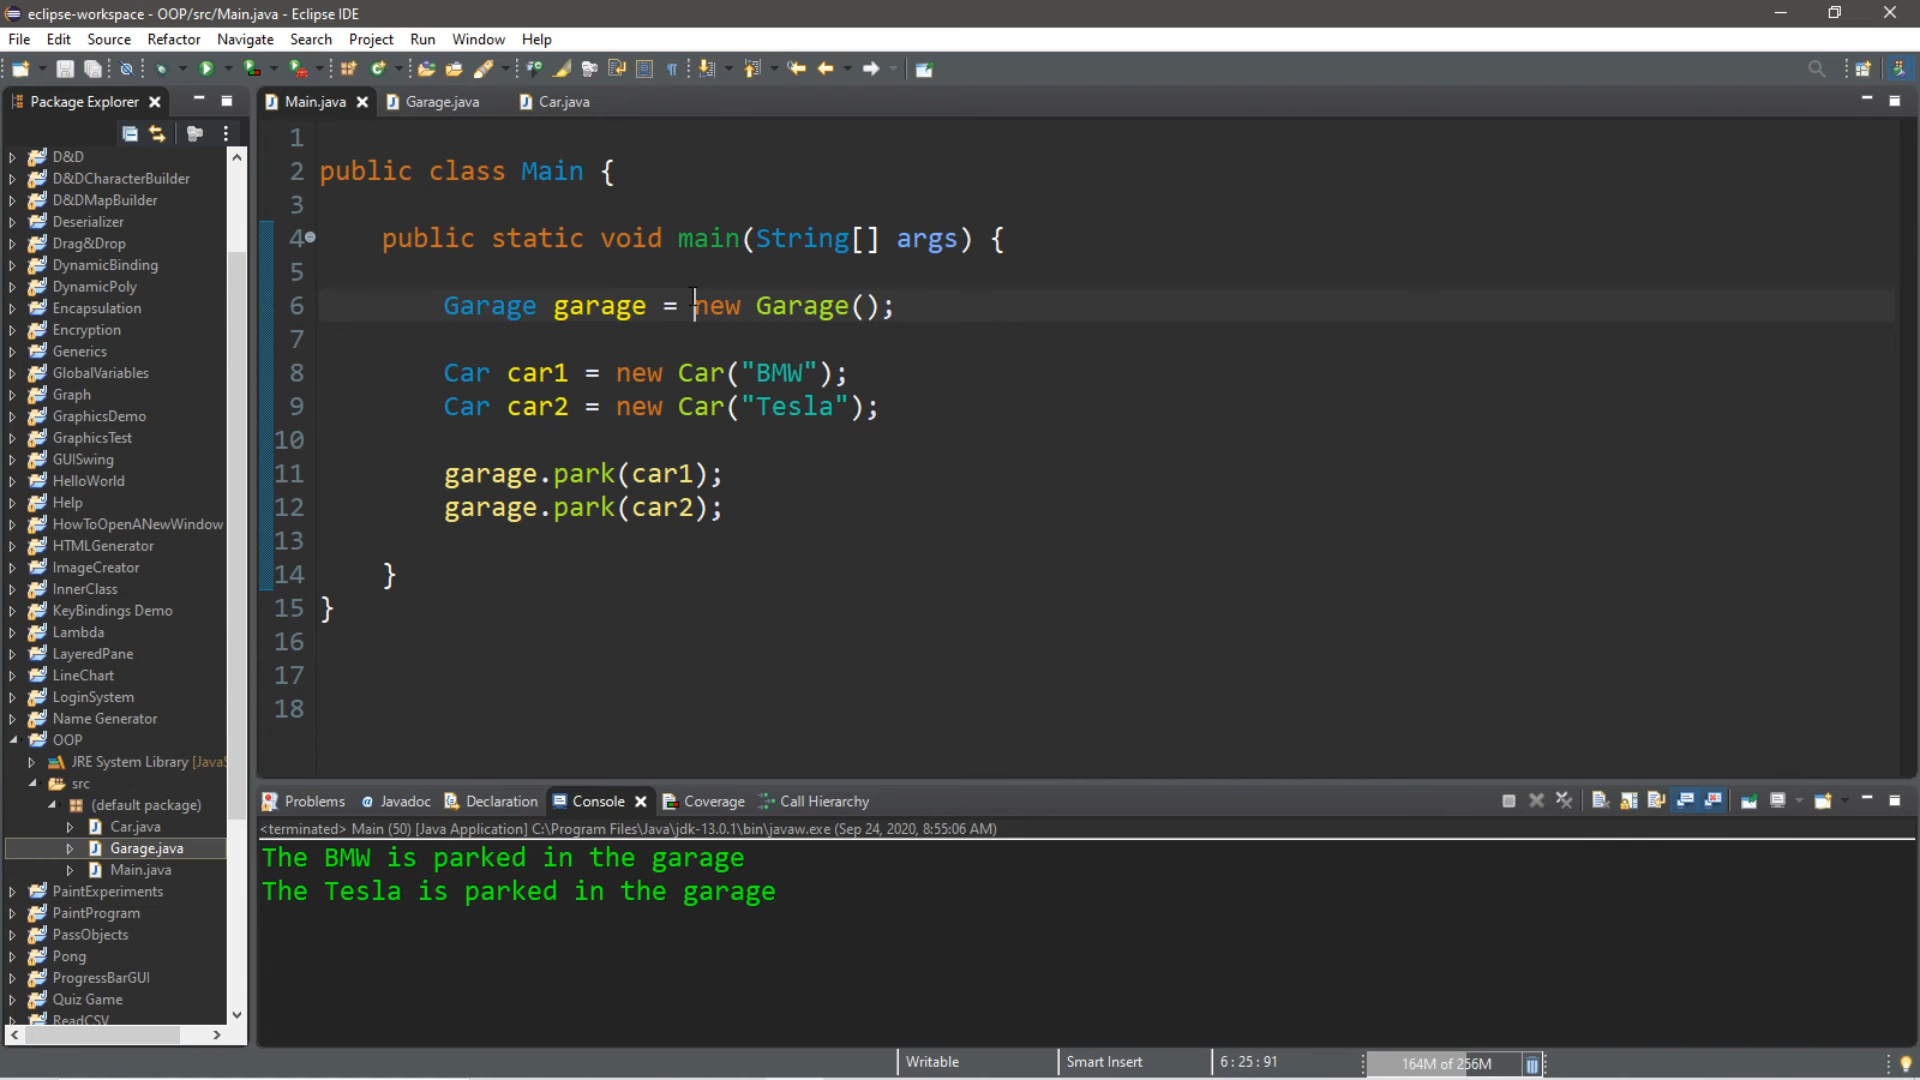 eclipse-workspace - OOP/src/Main.java - Eclipse IDE
File Edit Source Refactor Navigate Search Project Run Window Help
Package Explorer
D&D
D&DCharacterBuilder
D&DMapBuilder
Deserializer
Drag&Drop
DynamicBinding
DynamicPoly
Encapsulation
Encryption
Generics
GlobalVariables
Graph
GraphicsDemo
GraphicsTest
GUISwing
HelloWorld
Help
HowToOpenANewWindow
HTMLGenerator
ImageCreator
InnerClass
KeyBindings Demo
Lambda
LayeredPane
LineChart
LoginSystem
Name Generator
OOP
JRE System Library [JavaS
src
(default package)
Car.java
Garage.java
Main.java
PaintExperiments
PaintProgram
PassObjects
Pong
ProgressBarGUI
Quiz Game
ReadCSV
Main.java Garage.java Car.java
1
2 public class Main {
3
4 public static void main(String[] args) {
5
6 Garage garage = new Garage();
7
8 Car car1 = new Car("BMW");
9 Car car2 = new Car("Tesla");
10
11 garage.park(car1);
12 garage.park(car2);
13
14 }
15 }
16
17
18
Problems Javadoc Declaration Console Coverage Call Hierarchy
<terminated> Main (50) [Java Application] C:\Program Files\Java\jdk-13.0.1\bin\javaw.exe (Sep 24, 2020, 8:55:06 AM)
The BMW is parked in the garage
The Tesla is parked in the garage
Writable Smart Insert 6 : 25 : 91 164M of 256M